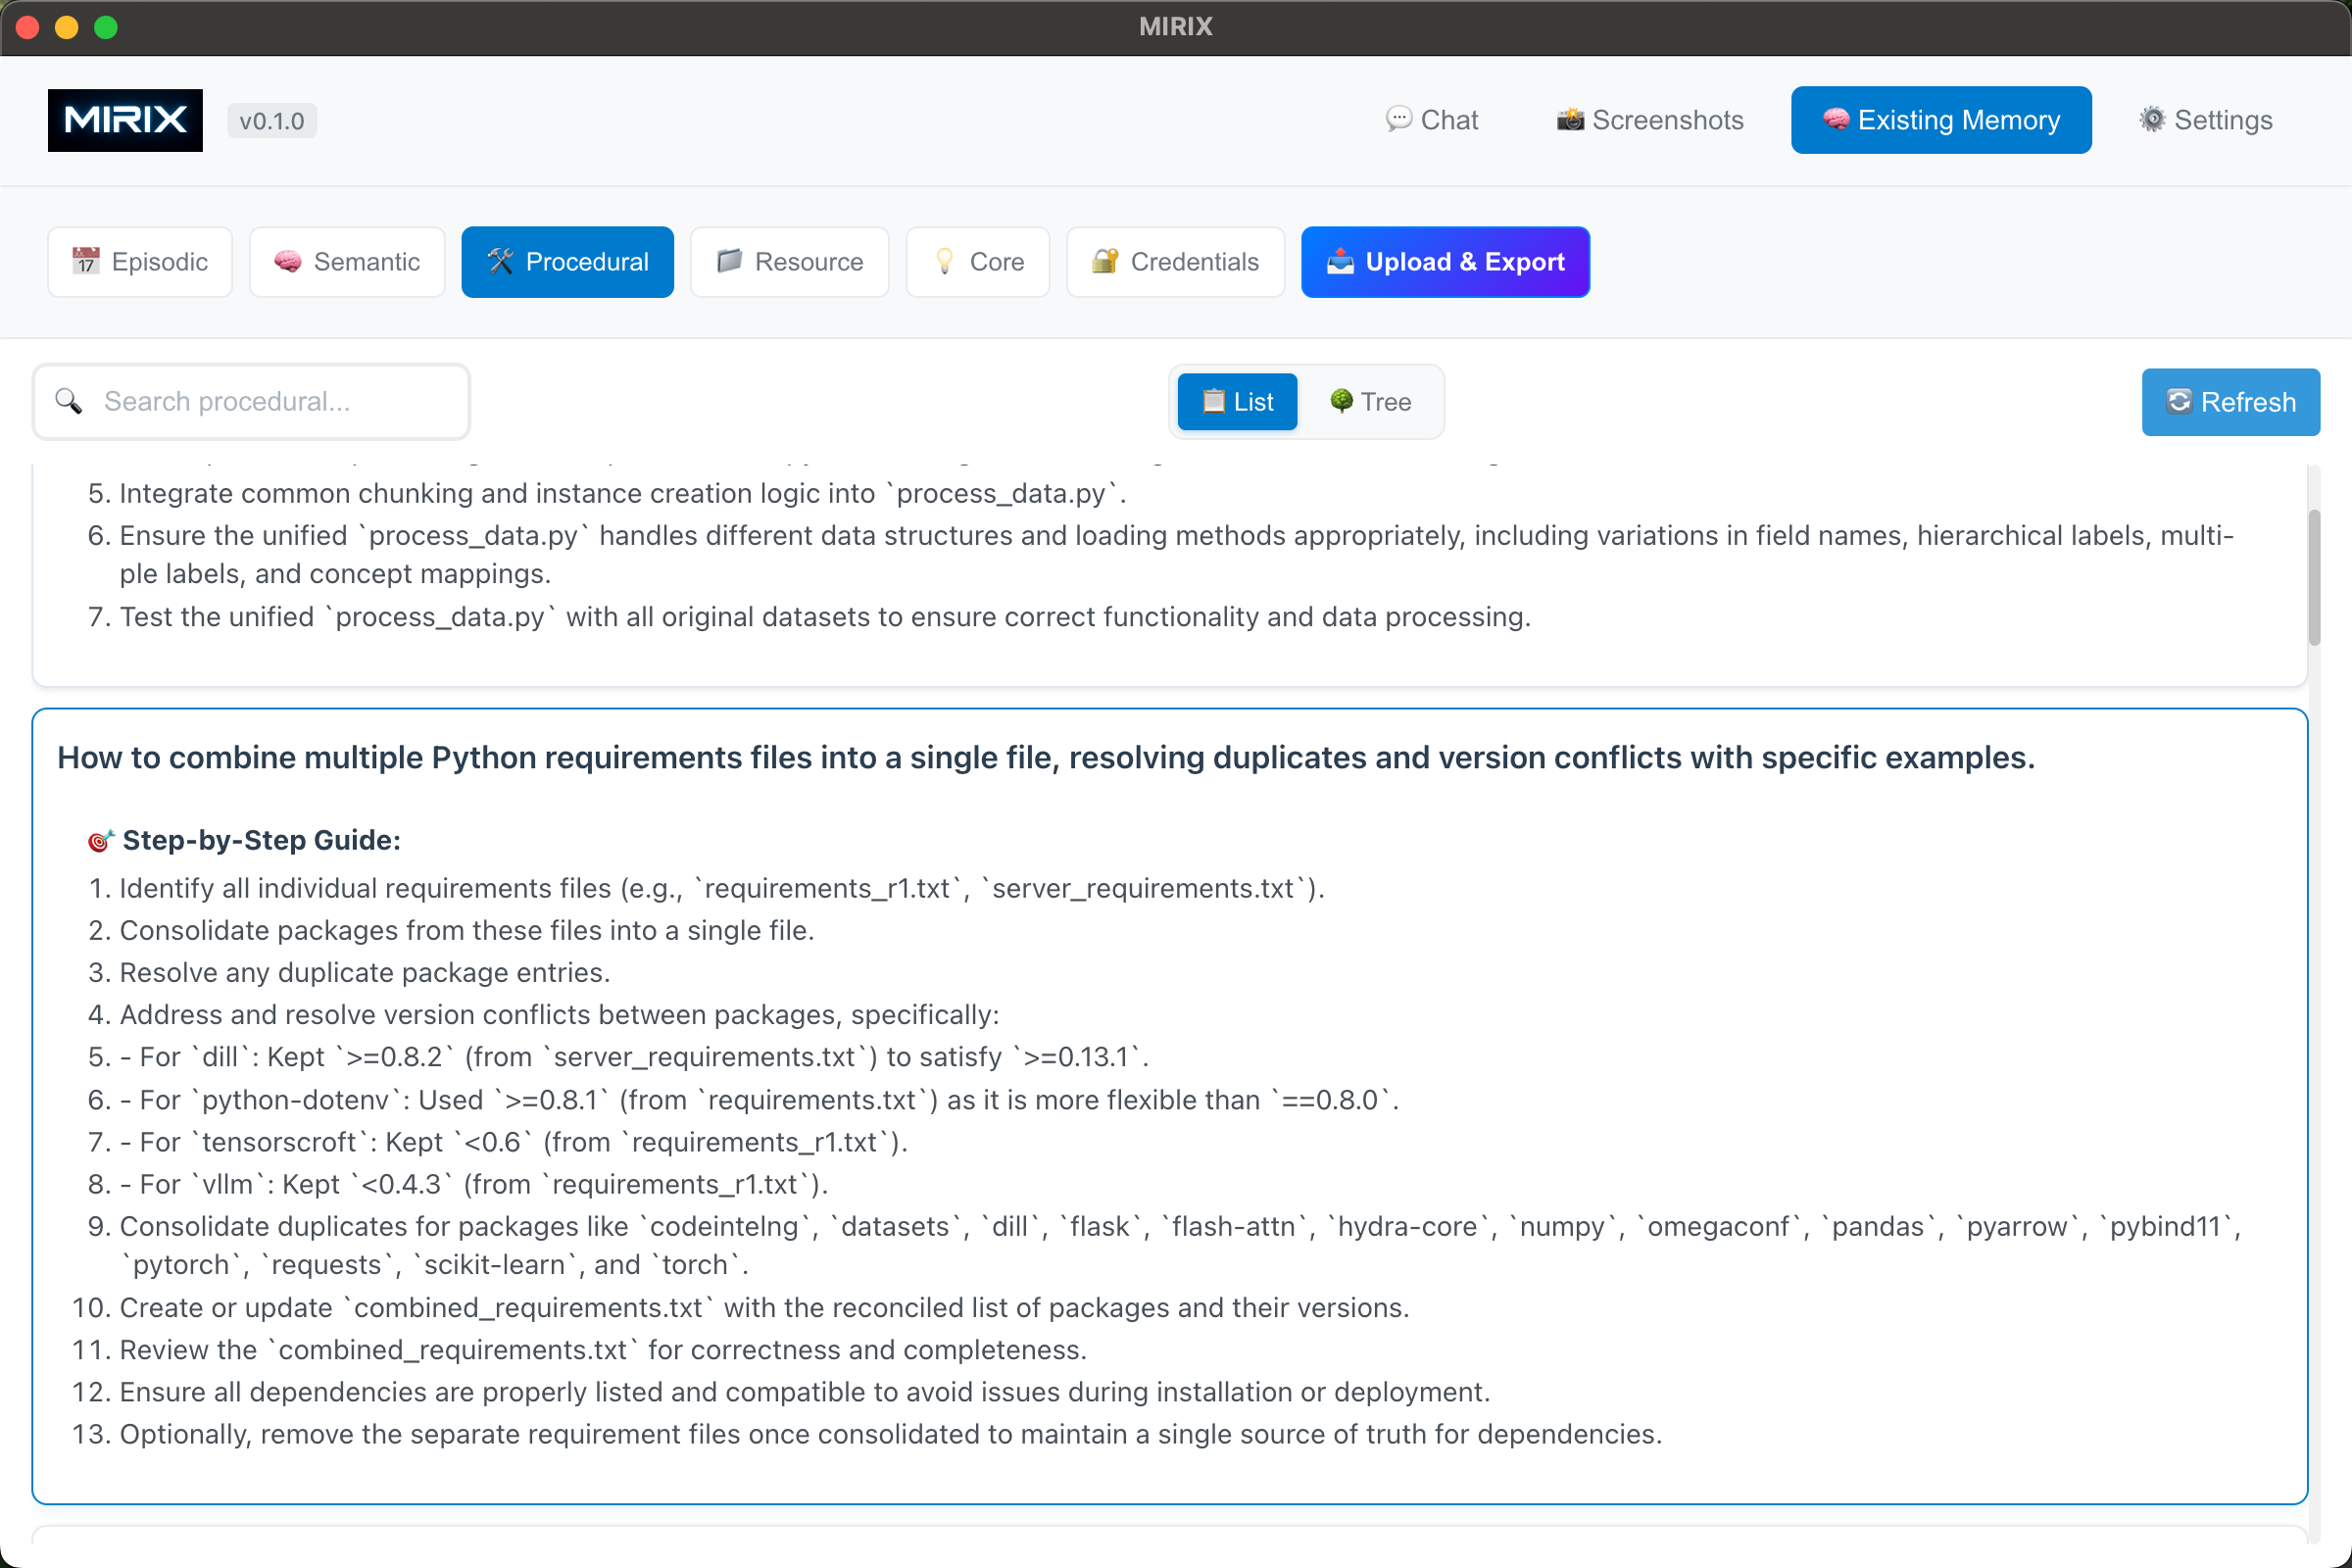 MIRIX
MIRIX
v0.1.0
Chat
Screenshots
Existing Memory
Settings
17
Episodic
Semantic
Procedural
Resource
Core
Credentials
Upload & Export
Search procedural...
List
Tree
Refresh
5. Integrate common chunking and instance creation logic into `process_data.py`.
6. Ensure the unified `process_data.py` handles different data structures and loading methods appropriately, including variations in field names, hierarchical labels, multi-
ple labels, and concept mappings.
7. Test the unified `process_data.py` with all original datasets to ensure correct functionality and data processing.
How to combine multiple Python requirements files into a single file, resolving duplicates and version conflicts with specific examples.
Step-by-Step Guide:
1. Identify all individual requirements files (e.g., `requirements_r1.txt`, `server_requirements.txt`).
2. Consolidate packages from these files into a single file.
3. Resolve any duplicate package entries.
4. Address and resolve version conflicts between packages, specifically:
5. - For `dill`: Kept `>=0.8.2` (from `server_requirements.txt`) to satisfy `>=0.13.1`.
6. - For `python-dotenv`: Used `>=0.8.1` (from `requirements.txt`) as it is more flexible than `==0.8.0`.
7. - For `tensorscroft`: Kept `<0.6` (from `requirements_r1.txt`).
8. - For `vllm`: Kept `<0.4.3` (from `requirements_r1.txt`).
9. Consolidate duplicates for packages like `codeintelng`, `datasets`, `dill`, `flask`, `flash-attn`, `hydra-core`, `numpy`, `omegaconf`, `pandas`, `pyarrow`, `pybind11`,
`pytorch`, `requests`, `scikit-learn`, and `torch`.
10. Create or update `combined_requirements.txt` with the reconciled list of packages and their versions.
11. Review the `combined_requirements.txt` for correctness and completeness.
12. Ensure all dependencies are properly listed and compatible to avoid issues during installation or deployment.
13. Optionally, remove the separate requirement files once consolidated to maintain a single source of truth for dependencies.